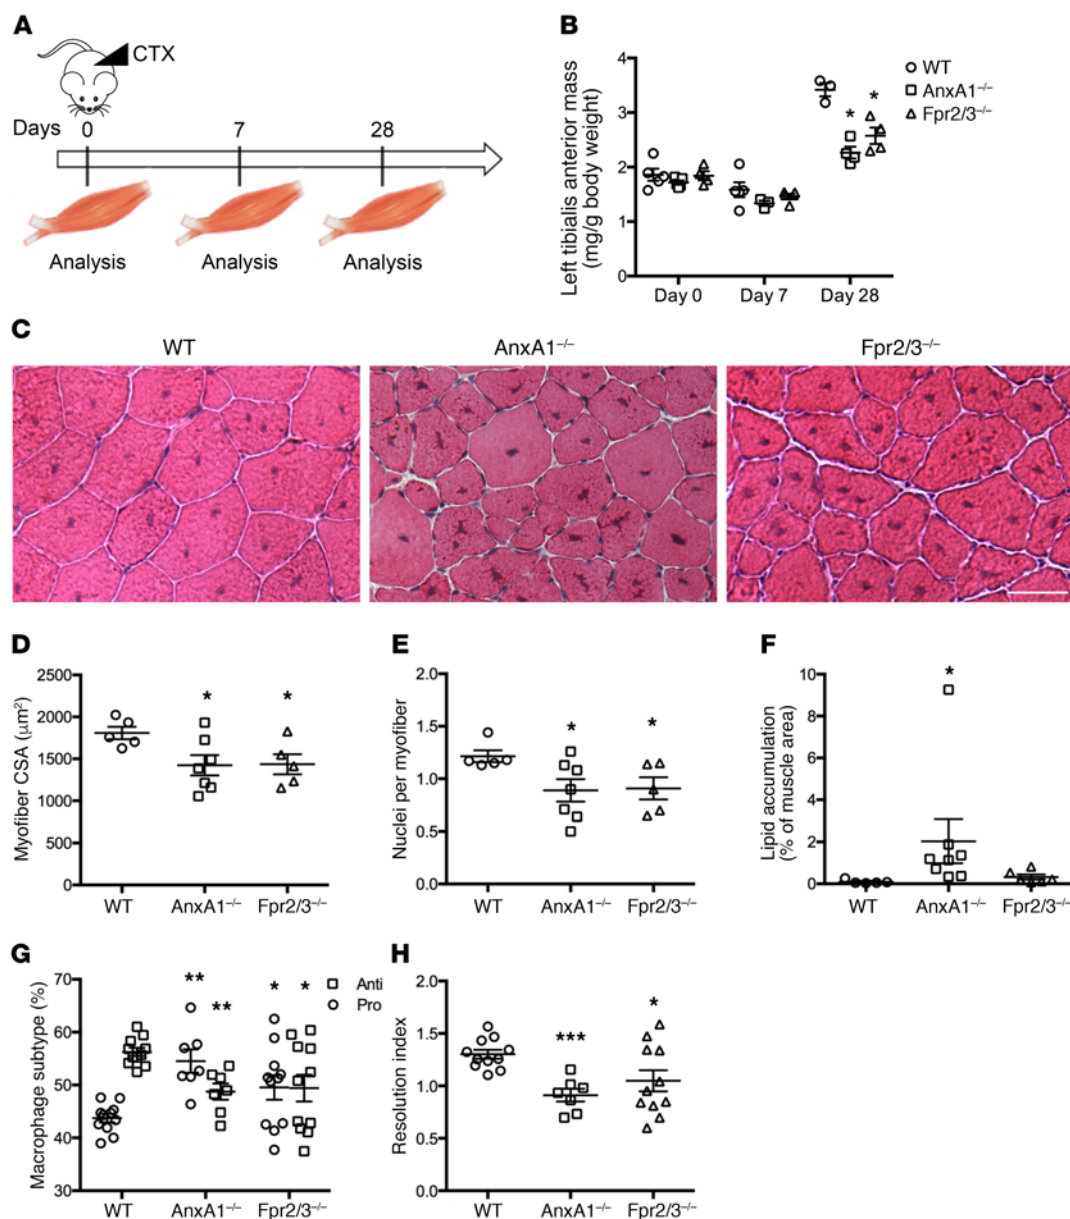 A
CTX
Days 0 7 28
Analysis Analysis Analysis
B
Left tibialis anterior mass
(mg/g body weight)
4
3
2
1
0
* *
Day 0 Day 7 Day 28
WT
AnxA1⁻/⁻
Fpr2/3⁻/⁻
C
WT AnxA1⁻/⁻ Fpr2/3⁻/⁻
D
Myofiber CSA (μm²)
2500
2000
1500
1000
500
0
* *
WT AnxA1⁻/⁻ Fpr2/3⁻/⁻
E
Nuclei per myofiber
2.0
1.5
1.0
0.5
0.0
* *
WT AnxA1⁻/⁻ Fpr2/3⁻/⁻
F
Lipid accumulation
(% of muscle area)
10
8
6
4
2
0
*
WT AnxA1⁻/⁻ Fpr2/3⁻/⁻
G
Macrophage subtype (%)
70
60
50
40
30
** ** * *
Anti
Pro
WT AnxA1⁻/⁻ Fpr2/3⁻/⁻
H
Resolution index
2.0
1.5
1.0
0.5
0.0
*** *
WT AnxA1⁻/⁻ Fpr2/3⁻/⁻